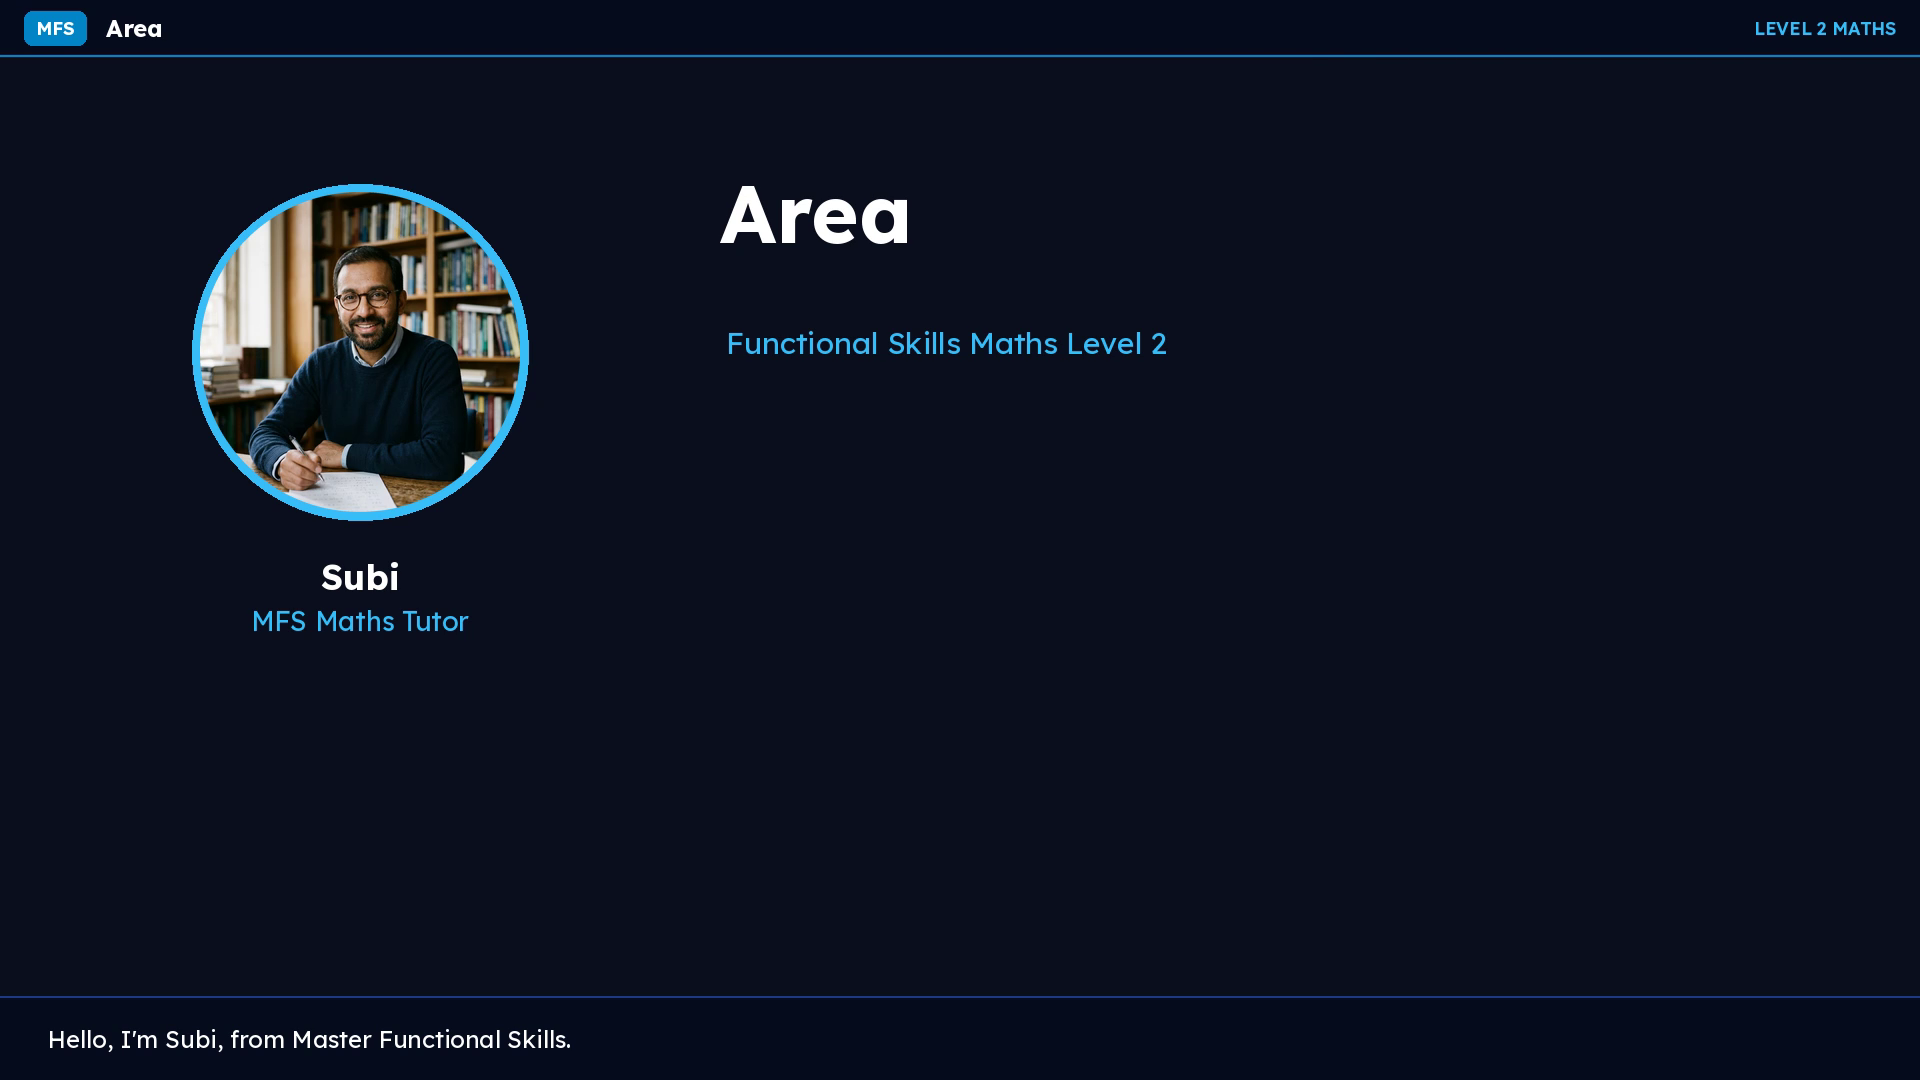 MFS Area LEVEL 2 MATHS
Area
Functional Skills Maths Level 2
Subi
MFS Maths Tutor
Hello, I'm Subi, from Master Functional Skills.